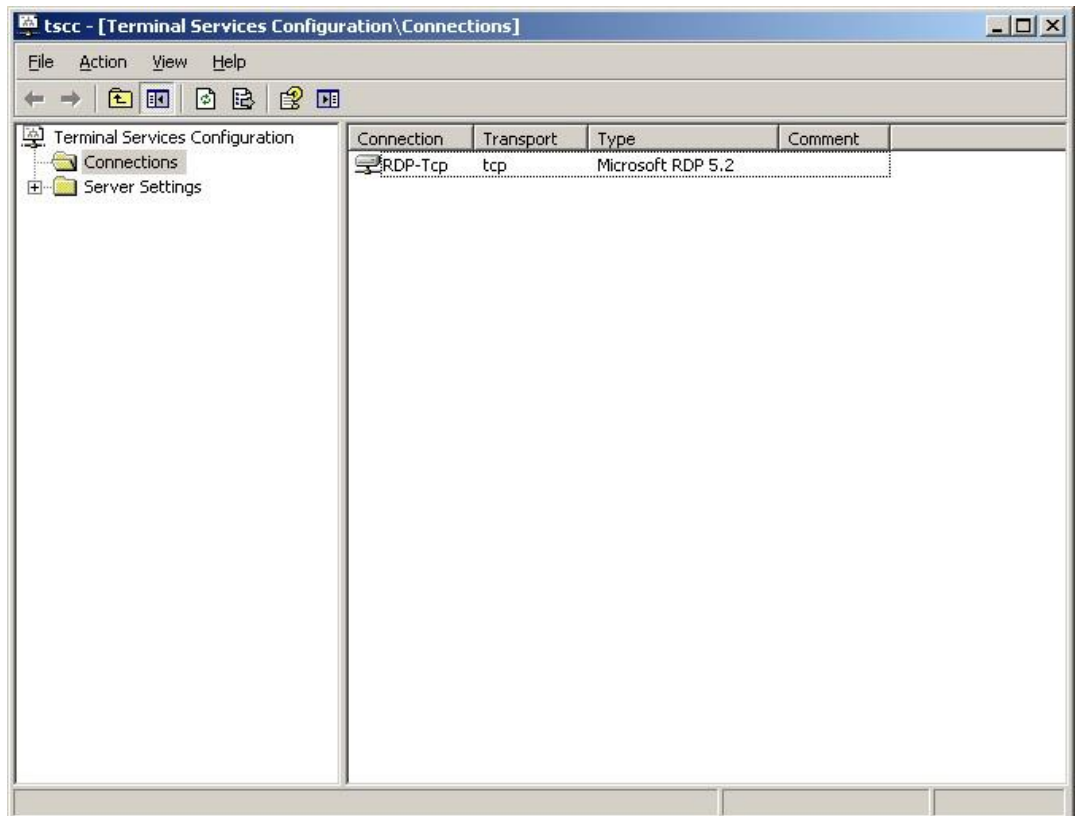 tscc - [Terminal Services Configuration\Connections]
File Action View Help
Terminal Services Configuration
Connections
Server Settings
Connection Transport Type Comment
RDP-Tcp tcp Microsoft RDP 5.2